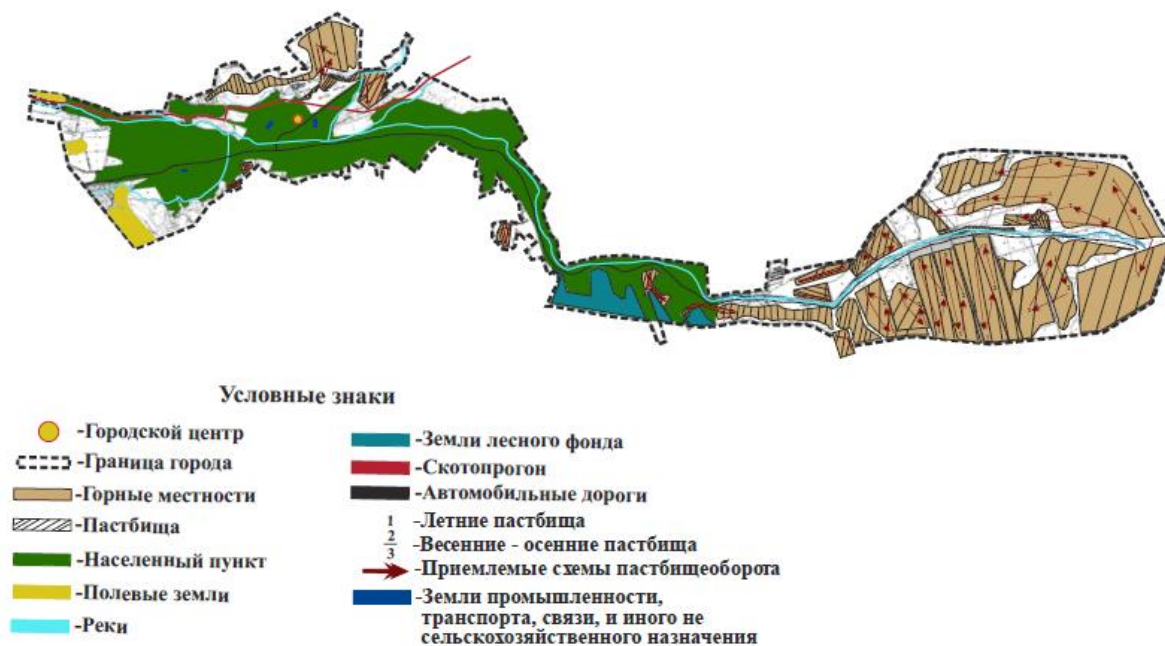 Условные знаки
-Городской центр
-Граница города
-Горные местности
-Пастбища
-Населенный пункт
-Полевые земли
-Реки
-Земли лесного фонда
-Скотопрогон
-Автомобильные дороги
1 -Летние пастбища
2
3 -Весенние - осенние пастбища
-Приемлемые схемы пастбищеоборота
-Земли промышленности,
транспорта, связи, и иного не
сельскохозяйственного назначения